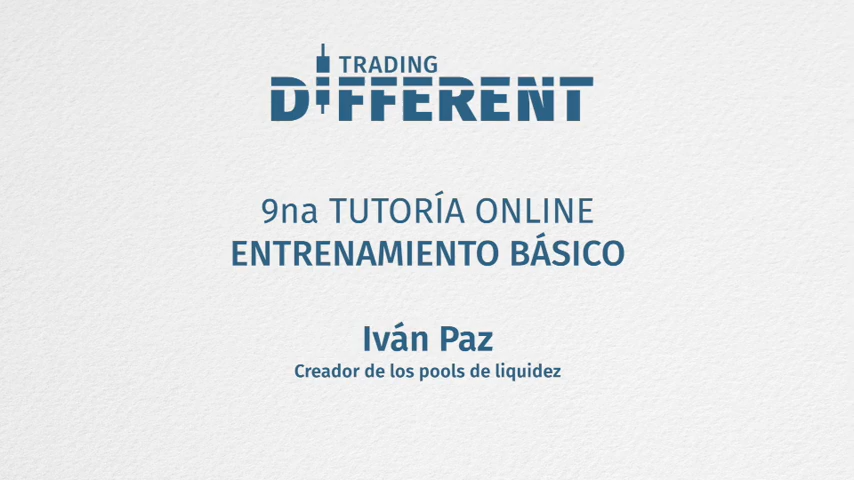 TRADING
DIFFERENT
9na TUTORÍA ONLINE
ENTRENAMIENTO BÁSICO
Iván Paz
Creador de los pools de liquidez